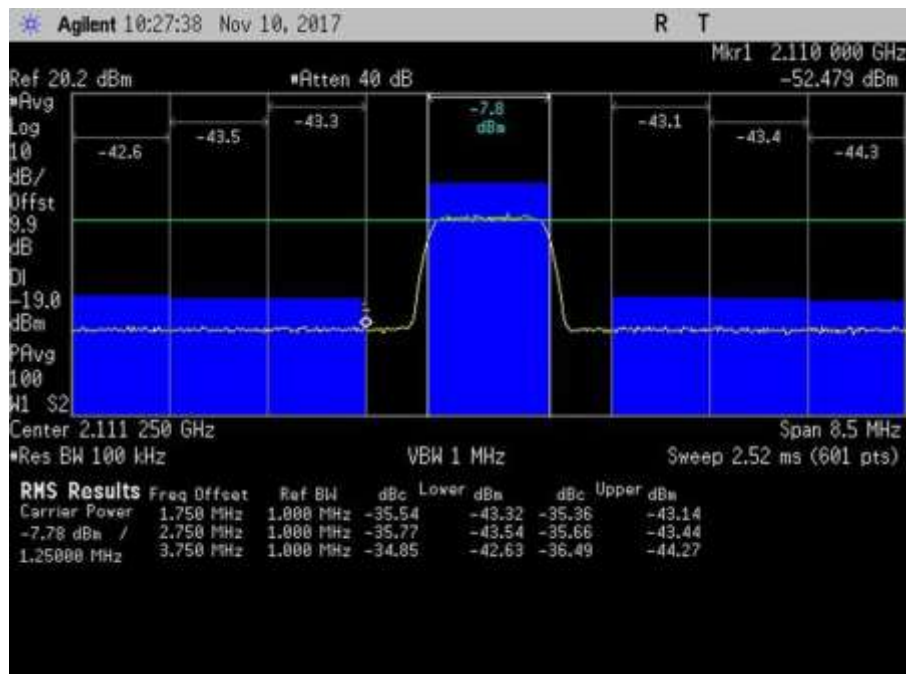 Agilent 10:27:38 Nov 10, 2017 R T
Mkr1 2.110 000 GHz
Ref 20.2 dBm #Atten 40 dB -52.479 dBm
#Avg
Log
10
dB/
Offst
9.9
dB
DI
-19.0
dBm
PAvg
100
W1 S2
-42.6 -43.5 -43.3 -7.8 dBm -43.1 -43.4 -44.3
Center 2.111 250 GHz Span 8.5 MHz
#Res BW 100 kHz VBW 1 MHz Sweep 2.52 ms (601 pts)
RMS Results Freq Offset Ref BW dBc Lower dBm dBc Upper dBm
Carrier Power 1.750 MHz 1.000 MHz -35.54 -43.32 -35.36 -43.14
-7.78 dBm / 2.750 MHz 1.000 MHz -35.77 -43.54 -35.66 -43.44
1.25000 MHz 3.750 MHz 1.000 MHz -34.85 -42.63 -36.49 -44.27